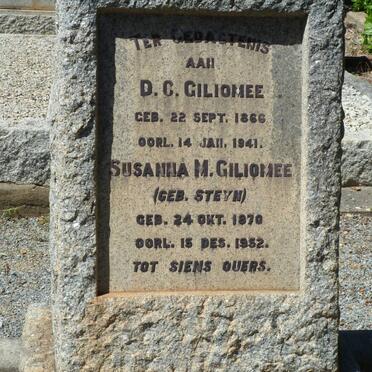 TER GEDAGTENIS
AAN
D. C. GILIOMEE
GEB. 22 SEPT. 1866
OORL. 14 JAN. 1941.
SUSANNA M. GILIOMEE
(GEB. STEYN)
GEB. 24 OKT. 1870
OORL. 15 DES. 1952.
TOT SIENS OUERS.